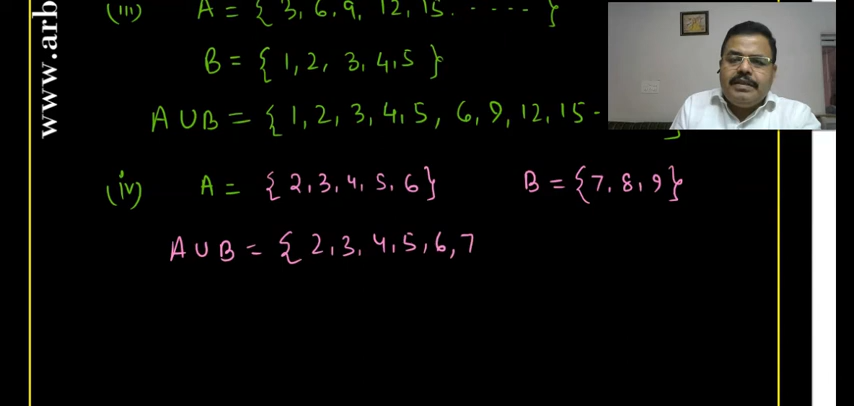 (iii) A = {3, 6, 9, 12, 15. ..... }
B = {1, 2, 3, 4, 5}
A ∪ B = {1, 2, 3, 4, 5, 6, 9, 12, 15 -
(iv) A = {2, 3, 4, 5, 6} B = {7, 8, 9}
A ∪ B = { 2, 3, 4, 5, 6, 7
www.arb